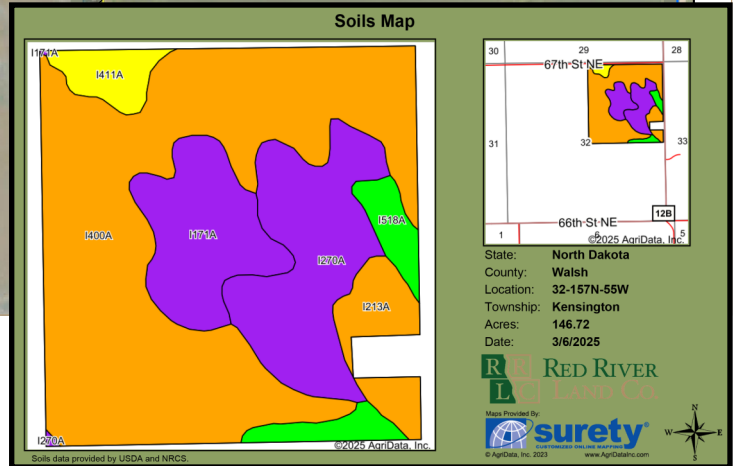 Soils Map
I171A
I411A
I400A
I171A
I270A
I518A
I213A
I270A
©2025 AgriData, Inc.
Soils data provided by USDA and NRCS.
30
29
28
67th St NE
31
32
33
12B
66th St NE
1
6
5
©2025 AgriData, Inc.
State: North Dakota
County: Walsh
Location: 32-157N-55W
Township: Kensington
Acres: 146.72
Date: 3/6/2025
RED RIVER
LAND CO.
Maps Provided By:
surety®
CUSTOMIZED ONLINE MAPPING
© AgriData, Inc. 2023 www.AgriDataInc.com
N
W E
S